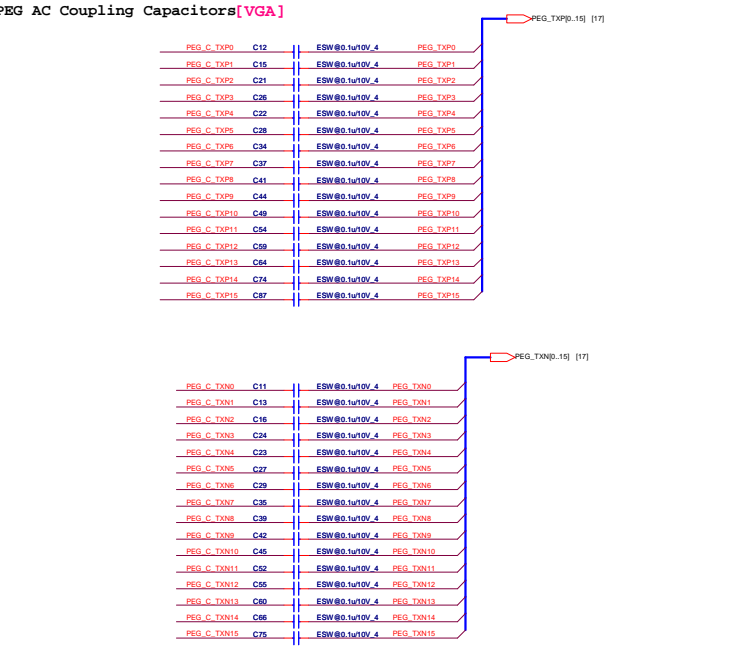 PEG AC Coupling Capacitors[VGA]
PEG_TXP[0..15] [17]
PEG_C_TXP0 C12 ESW@0.1u/10V_4 PEG_TXP0
PEG_C_TXP1 C15 ESW@0.1u/10V_4 PEG_TXP1
PEG_C_TXP2 C21 ESW@0.1u/10V_4 PEG_TXP2
PEG_C_TXP3 C26 ESW@0.1u/10V_4 PEG_TXP3
PEG_C_TXP4 C22 ESW@0.1u/10V_4 PEG_TXP4
PEG_C_TXP5 C28 ESW@0.1u/10V_4 PEG_TXP5
PEG_C_TXP6 C34 ESW@0.1u/10V_4 PEG_TXP6
PEG_C_TXP7 C37 ESW@0.1u/10V_4 PEG_TXP7
PEG_C_TXP8 C41 ESW@0.1u/10V_4 PEG_TXP8
PEG_C_TXP9 C44 ESW@0.1u/10V_4 PEG_TXP9
PEG_C_TXP10 C49 ESW@0.1u/10V_4 PEG_TXP10
PEG_C_TXP11 C54 ESW@0.1u/10V_4 PEG_TXP11
PEG_C_TXP12 C59 ESW@0.1u/10V_4 PEG_TXP12
PEG_C_TXP13 C64 ESW@0.1u/10V_4 PEG_TXP13
PEG_C_TXP14 C74 ESW@0.1u/10V_4 PEG_TXP14
PEG_C_TXP15 C87 ESW@0.1u/10V_4 PEG_TXP15
PEG_TXN[0..15] [17]
PEG_C_TXN0 C11 ESW@0.1u/10V_4 PEG_TXN0
PEG_C_TXN1 C13 ESW@0.1u/10V_4 PEG_TXN1
PEG_C_TXN2 C16 ESW@0.1u/10V_4 PEG_TXN2
PEG_C_TXN3 C24 ESW@0.1u/10V_4 PEG_TXN3
PEG_C_TXN4 C23 ESW@0.1u/10V_4 PEG_TXN4
PEG_C_TXN5 C27 ESW@0.1u/10V_4 PEG_TXN5
PEG_C_TXN6 C29 ESW@0.1u/10V_4 PEG_TXN6
PEG_C_TXN7 C35 ESW@0.1u/10V_4 PEG_TXN7
PEG_C_TXN8 C39 ESW@0.1u/10V_4 PEG_TXN8
PEG_C_TXN9 C42 ESW@0.1u/10V_4 PEG_TXN9
PEG_C_TXN10 C45 ESW@0.1u/10V_4 PEG_TXN10
PEG_C_TXN11 C52 ESW@0.1u/10V_4 PEG_TXN11
PEG_C_TXN12 C55 ESW@0.1u/10V_4 PEG_TXN12
PEG_C_TXN13 C60 ESW@0.1u/10V_4 PEG_TXN13
PEG_C_TXN14 C66 ESW@0.1u/10V_4 PEG_TXN14
PEG_C_TXN15 C75 ESW@0.1u/10V_4 PEG_TXN15